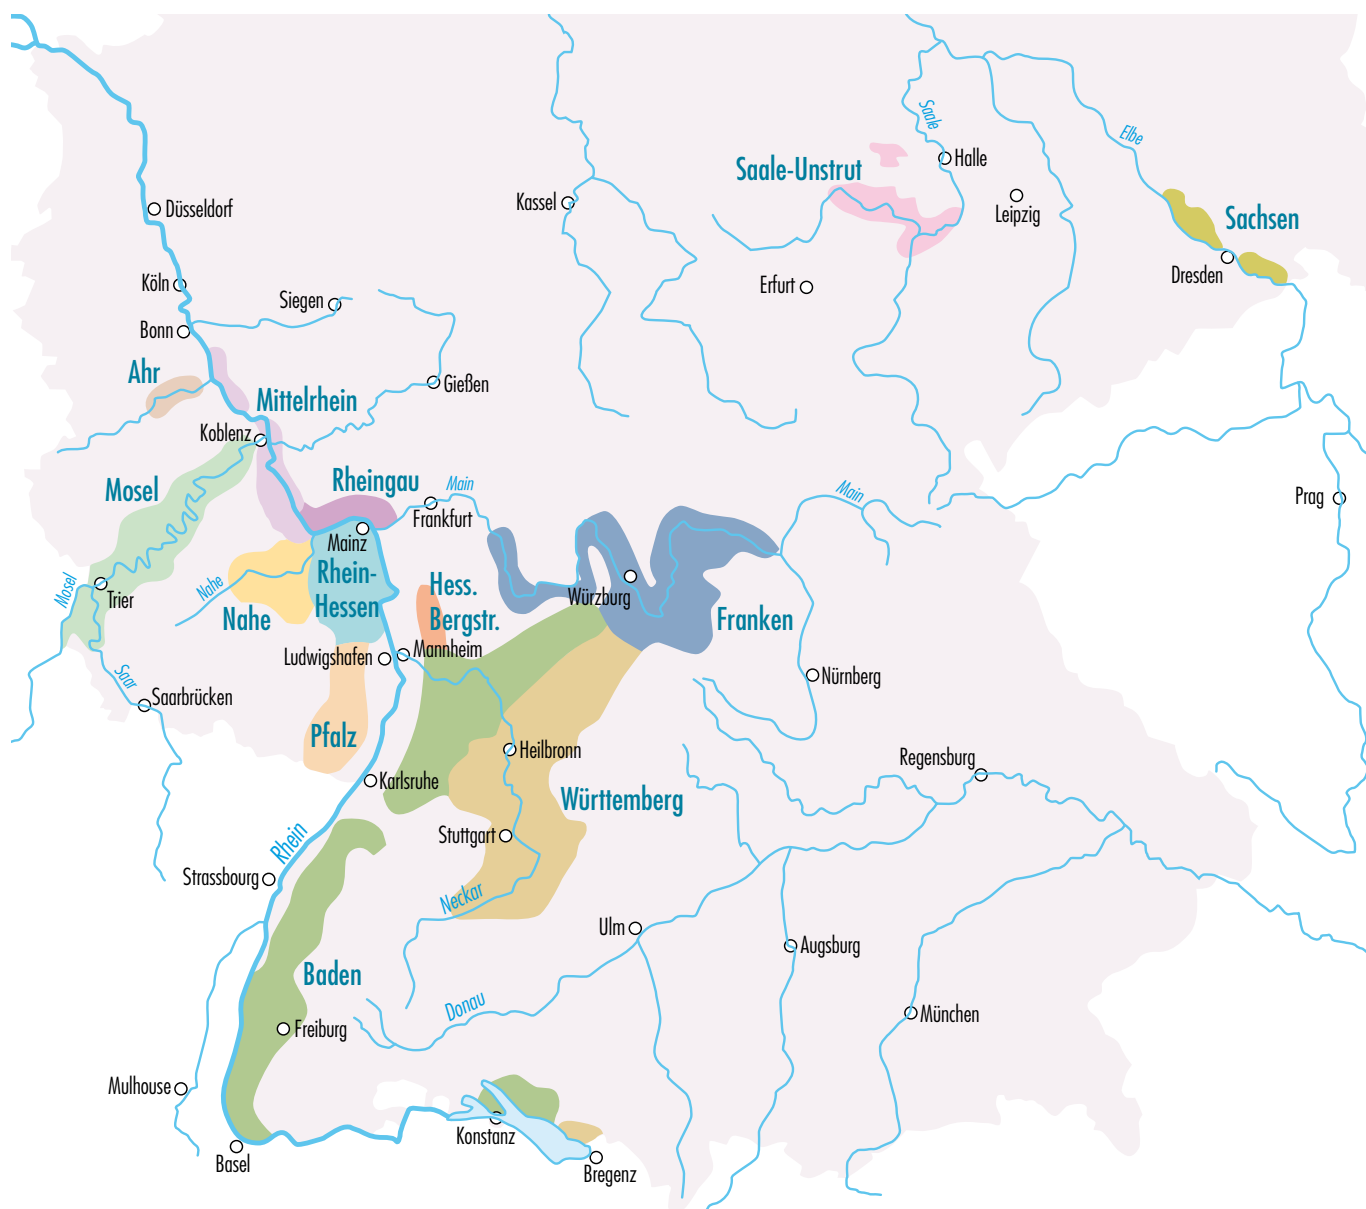 Saale
Elbe
Halle
Saale-Unstrut
Leipzig
Kassel
Düsseldorf
Sachsen
Dresden
Köln
Erfurt
Siegen
Bonn
Ahr
Gießen
Mittelrhein
Koblenz
Mosel
Rheingau
Main
Main
Prag
Frankfurt
Mainz
Rhein-
Hessen
Hess.
Bergstr.
Mosel
Trier
Nahe
Nahe
Würzburg
Franken
Mannheim
Ludwigshafen
Saar
Saarbrücken
Nürnberg
Pfalz
Heilbronn
Regensburg
Karlsruhe
Württemberg
Stuttgart
Rhein
Strassbourg
Neckar
Ulm
Augsburg
Baden
Donau
Freiburg
München
Mulhouse
Konstanz
Basel
Bregenz